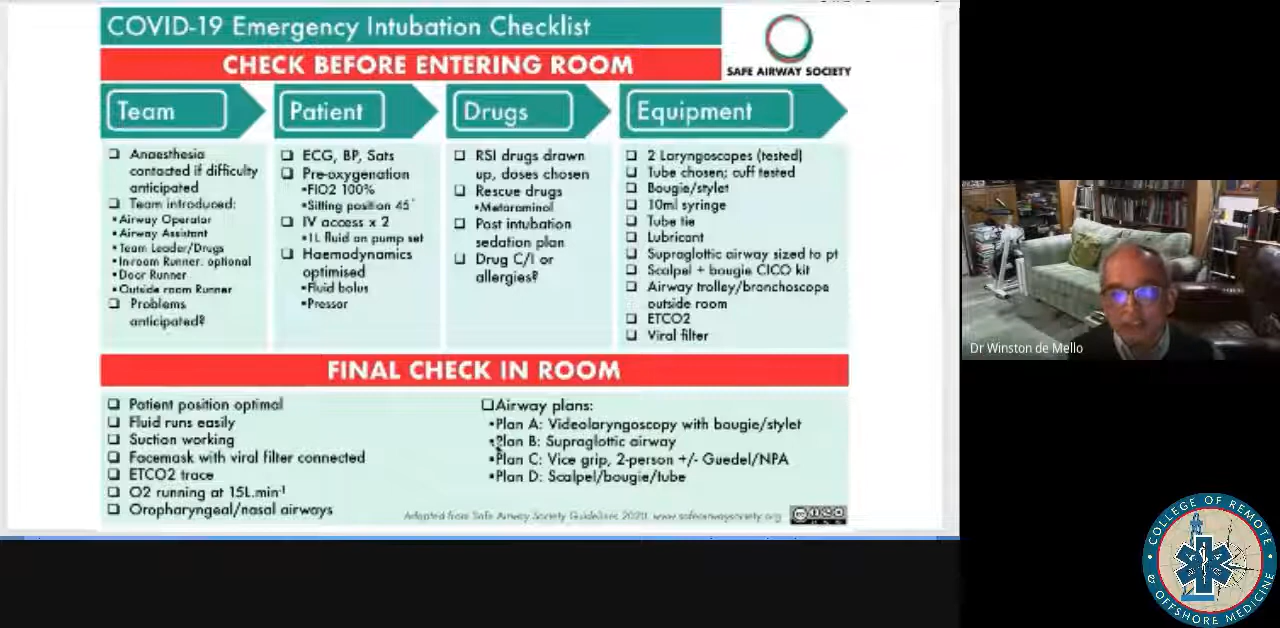 COVID-19 Emergency Intubation Checklist
SAFE AIRWAY SOCIETY
CHECK BEFORE ENTERING ROOM
Team
Anaesthesia
contacted if difficulty
anticipated
Team introduced:
•Airway Operator
•Airway Assistant
•Team Leader/Drugs
•In-room Runner: optional
•Door Runner
•Outside room Runner
Problems
anticipated?
Patient
ECG, BP, Sats
Pre-oxygenation
•FIO2 100%
•Sitting position 45°
IV access x 2
•1L fluid on pump set
Haemodynamics
optimised
•Fluid bolus
•Pressor
Drugs
RSI drugs drawn
up, doses chosen
Rescue drugs
•Metaraminol
Post intubation
sedation plan
Drug C/I or
allergies?
Equipment
2 Laryngoscopes (tested)
Tube chosen; cuff tested
Bougie/stylet
10ml syringe
Tube tie
Lubricant
Supraglottic airway sized to pt
Scalpel + bougie CICO kit
Airway trolley/bronchoscope
outside room
ETCO2
Viral filter
FINAL CHECK IN ROOM
Patient position optimal
Fluid runs easily
Suction working
Facemask with viral filter connected
ETCO2 trace
O2 running at 15L.min⁻¹
Oropharyngeal/nasal airways
Airway plans:
•Plan A: Videolaryngoscopy with bougie/stylet
•Plan B: Supraglottic airway
•Plan C: Vice grip, 2-person +/- Guedel/NPA
•Plan D: Scalpel/bougie/tube
Adapted from Safe Airway Society Guidelines 2020. www.safeairwaysociety.org
Dr Winston de Mello
COLLEGE OF REMOTE
& OFFSHORE MEDICINE